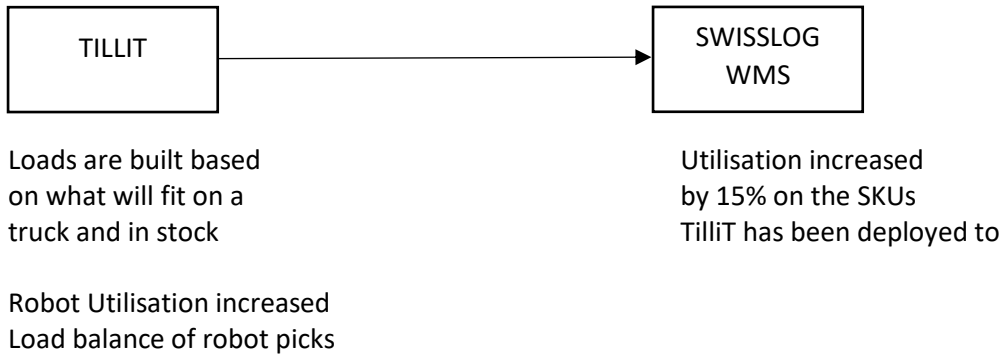 TILLIT
SWISSLOG
WMS
Loads are built based
on what will fit on a
truck and in stock
Robot Utilisation increased
Load balance of robot picks
Utilisation increased
by 15% on the SKUs
TilliT has been deployed to